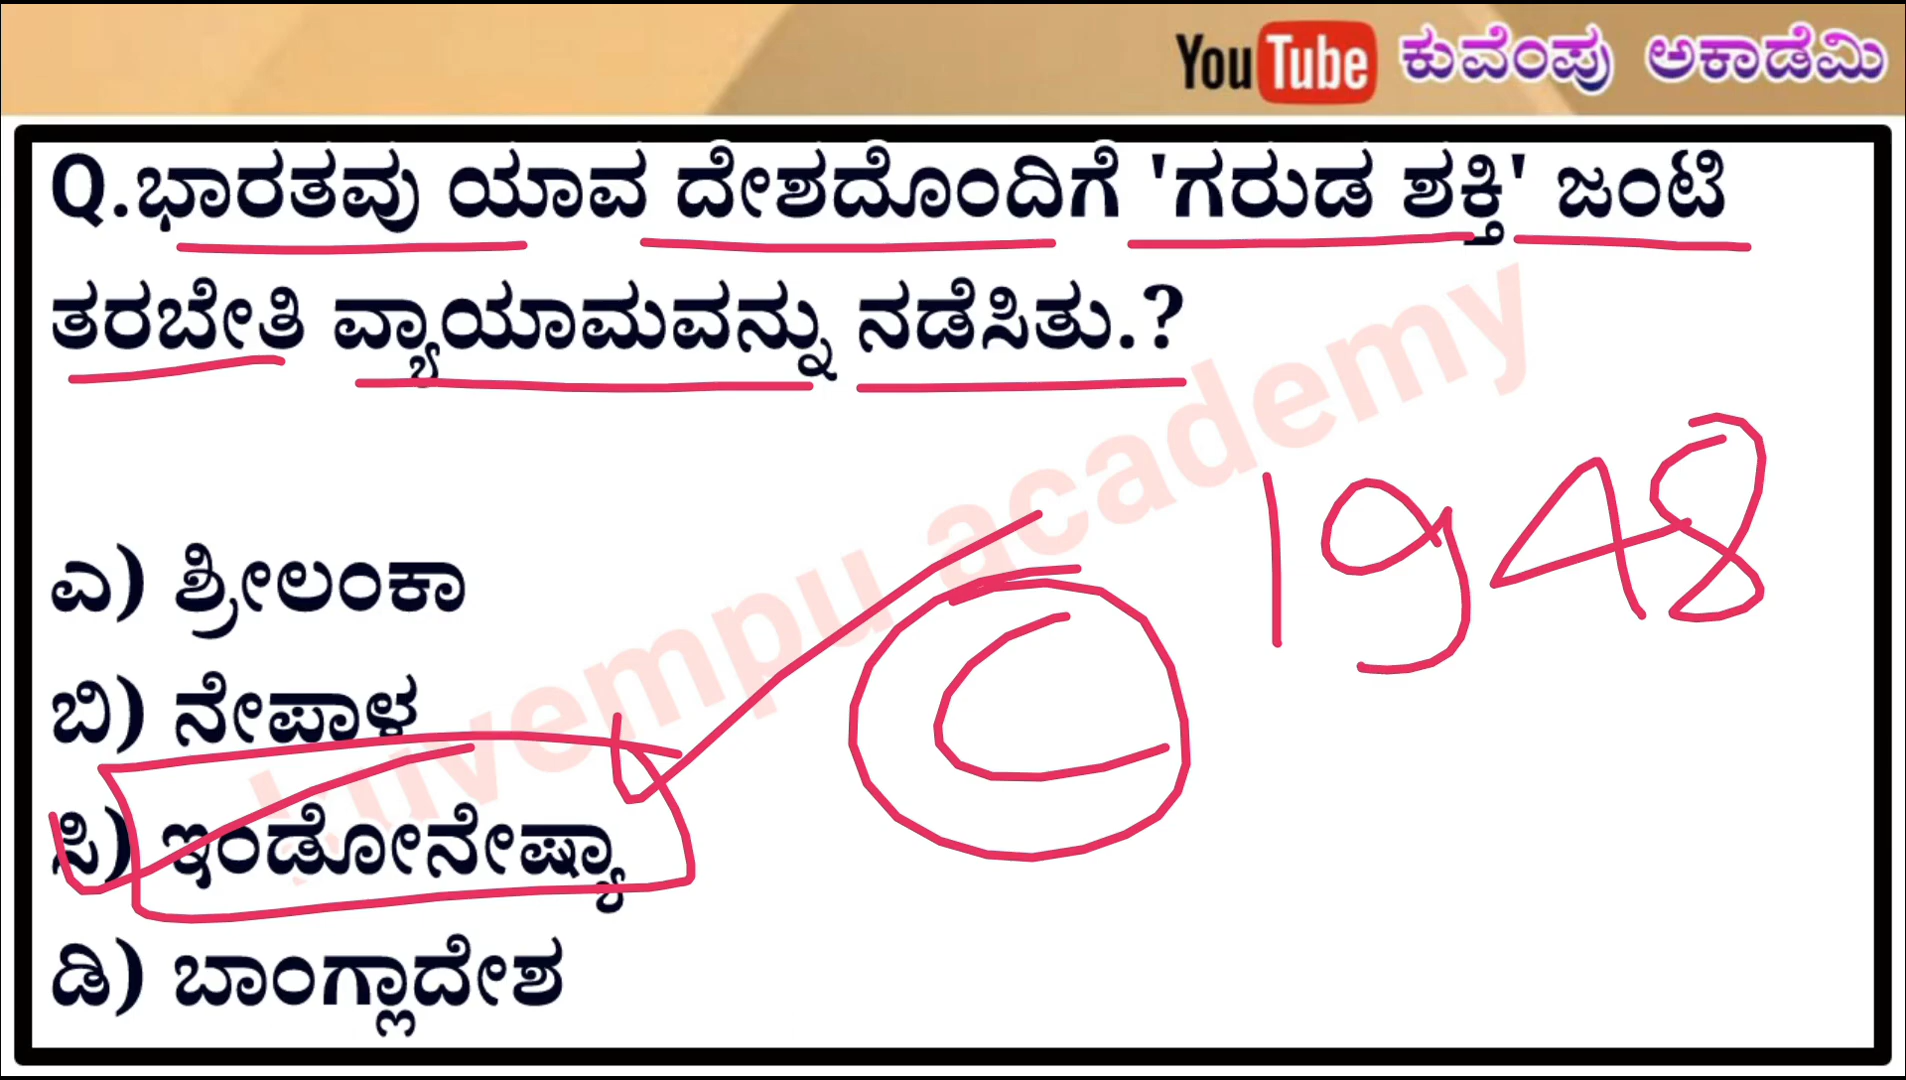 YouTube ಕುವೆಂಪು ಅಕಾಡೆಮಿ
Q.ಭಾರತವು ಯಾವ ದೇಶದೊಂದಿಗೆ 'ಗರುಡ ಶಕ್ತಿ' ಜಂಟಿ
ತರಬೇತಿ ವ್ಯಾಯಾಮವನ್ನು ನಡೆಸಿತು.?
ಎ) ಶ್ರೀಲಂಕಾ
ಬಿ) ನೇಪಾಳ
ಸಿ) ಇಂಡೋನೇಷ್ಯಾ
ಡಿ) ಬಾಂಗ್ಲಾದೇಶ
1948
C
Kuvempu academy